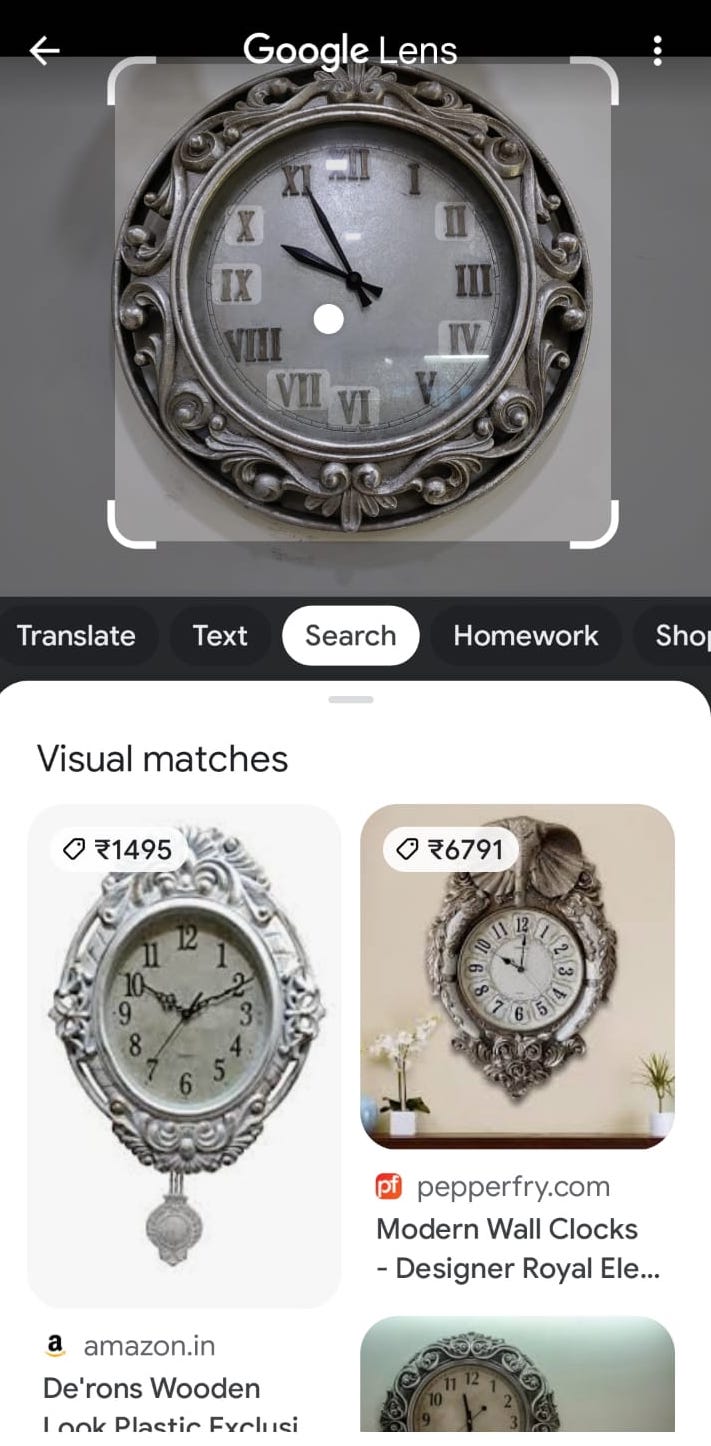 Google Lens
XII
XI
I
X
II
IX
III
VIII
IV
VII
V
VI
Translate
Text
Search
Homework
Shop
Visual matches
₹1495
12
11
1
10
2
9
3
8
4
7
5
6
a amazon.in
De'rons Wooden
Look Plastic Exclusi
₹6791
12
11
1
10
2
9
3
8
4
7
5
6
pf pepperfry.com
Modern Wall Clocks
- Designer Royal Ele...
12
11
1
10
2
9
3